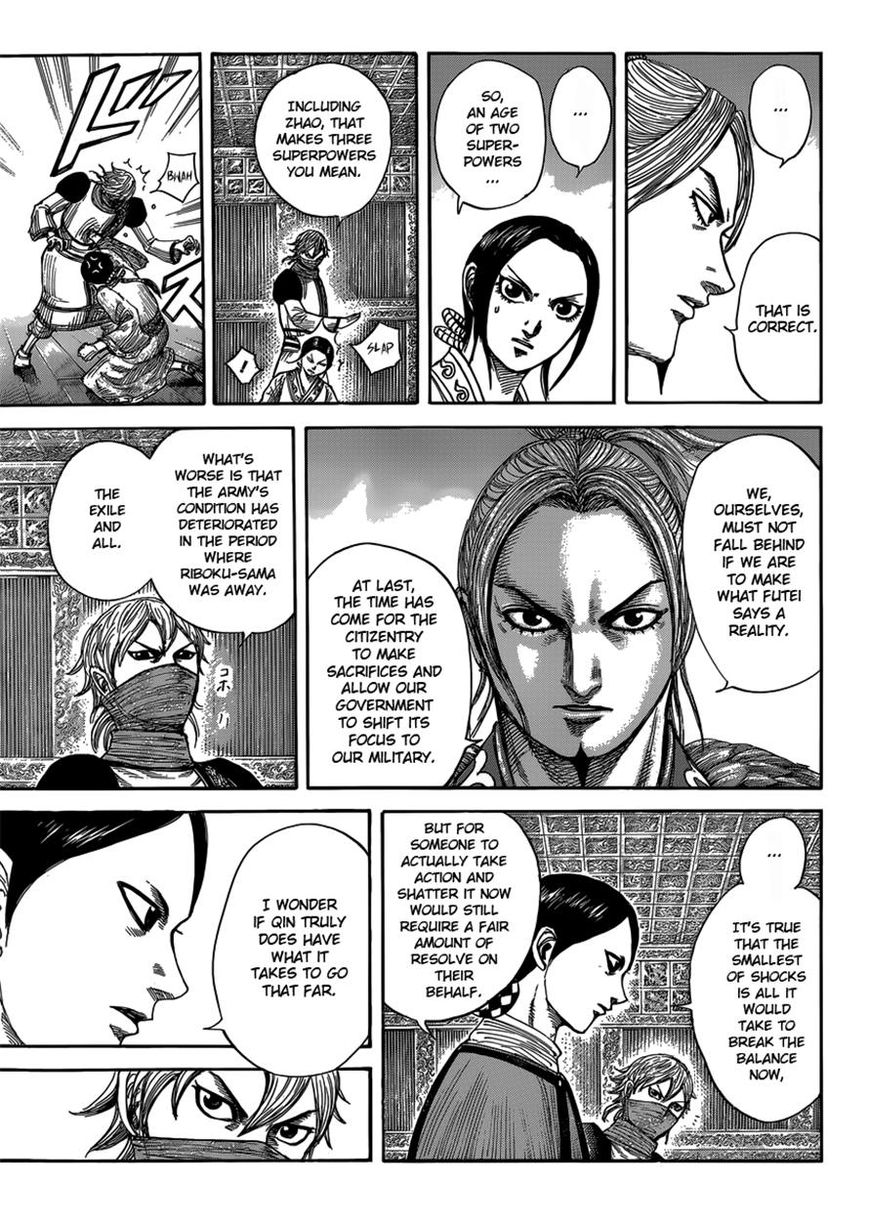 ...
THAT IS
CORRECT.
...
SO,
AN AGE
OF TWO
SUPER-
POWERS
...
INCLUDING
ZHAO, THAT
MAKES THREE
SUPERPOWERS
YOU MEAN.
SLAP
!
BWAH
ドスッ
WE,
OURSELVES,
MUST NOT
FALL BEHIND
IF WE ARE
TO MAKE
WHAT FUTEI
SAYS A
REALITY.
AT LAST,
THE TIME HAS
COME FOR THE
CITIZENTRY
TO MAKE
SACRIFICES AND
ALLOW OUR
GOVERNMENT
TO SHIFT ITS
FOCUS TO
OUR MILITARY.
WHAT'S
WORSE IS THAT
THE ARMY'S
CONDITION HAS
DETERIORATED
IN THE PERIOD
WHERE
RIBOKU-SAMA
WAS AWAY.
THE
EXILE
AND
ALL.
...
IT'S TRUE
THAT THE
SMALLEST
OF SHOCKS
IS ALL IT
WOULD
TAKE TO
BREAK THE
BALANCE
NOW,
BUT FOR
SOMEONE TO
ACTUALLY TAKE
ACTION AND
SHATTER IT NOW
WOULD STILL
REQUIRE A FAIR
AMOUNT OF
RESOLVE ON
THEIR
BEHALF.
I WONDER
IF QIN TRULY
DOES HAVE
WHAT IT
TAKES TO GO
THAT FAR.